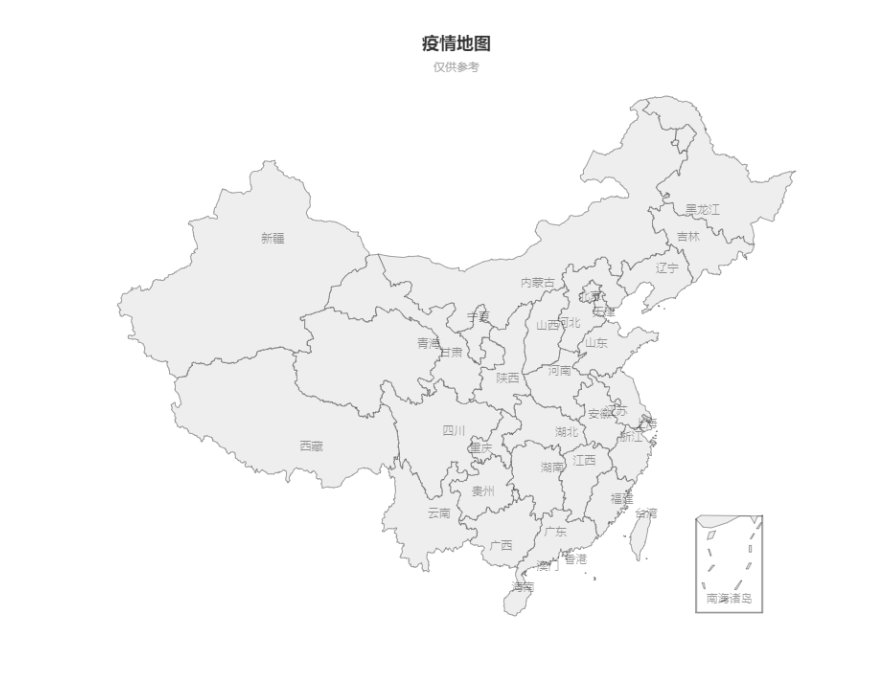 疫情地图
仅供参考
黑龙江
吉林
新疆
辽宁
内蒙古
北京
天津
宁夏
山西
河北
青海
甘肃
山东
陕西
河南
安徽
江苏
上海
四川
湖北
浙江
西藏
重庆
湖南
江西
贵州
福建
云南
台湾
广西
广东
澳门
香港
海南
南海诸岛